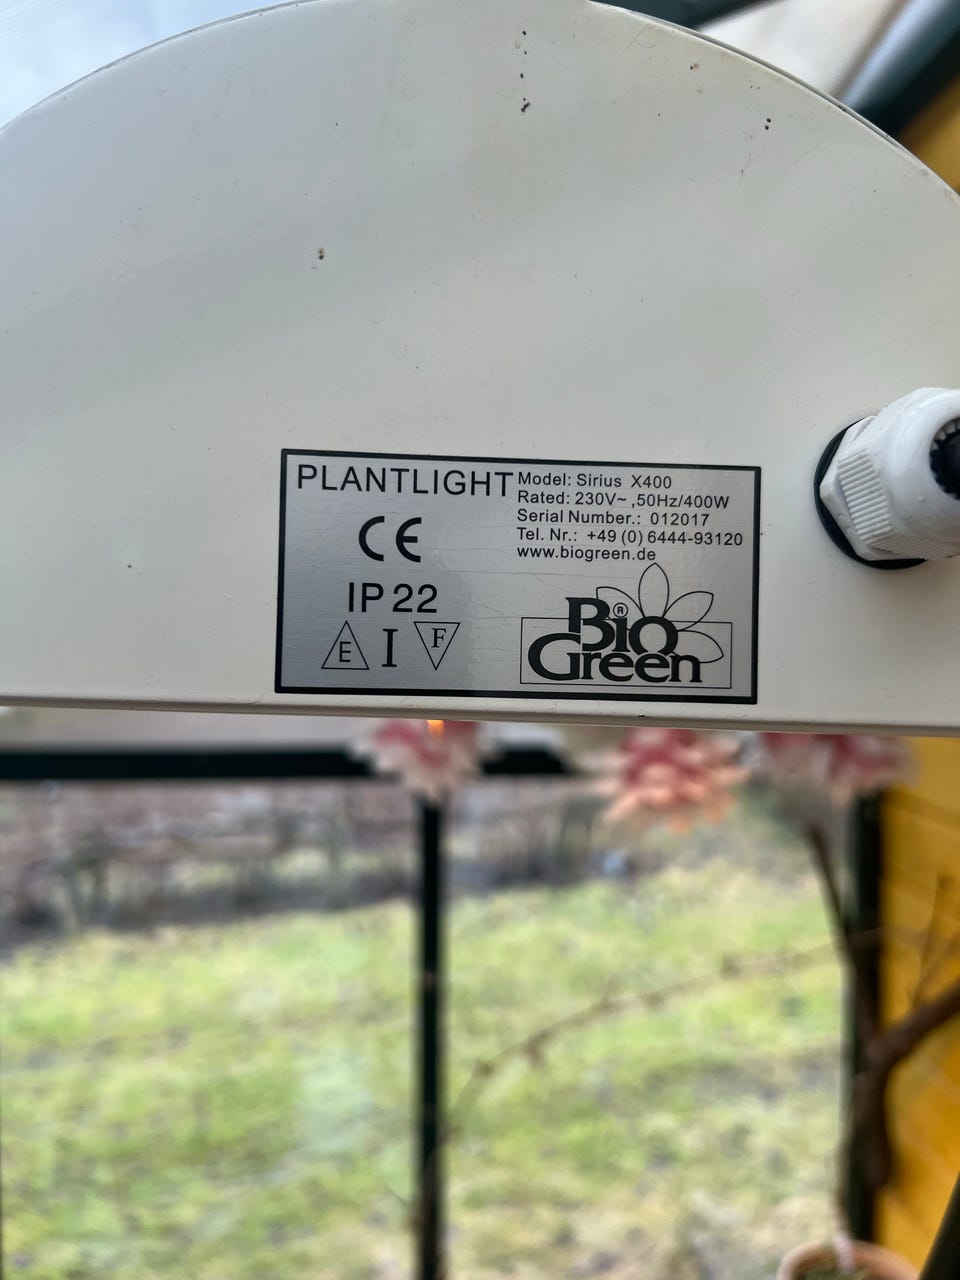 PLANTLIGHT
CE
IP 22
E I F
Model: Sirius X400
Rated: 230V~ ,50Hz/400W
Serial Number.: 012017
Tel. Nr.: +49 (0) 6444-93120
www.biogreen.de
Bio®
Green